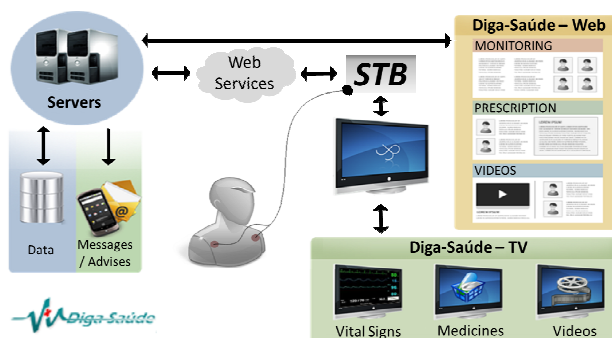 Servers
Data
Messages
/ Advises
Web
Services
STB
Diga-Saúde – Web
MONITORING
PRESCRIPTION
VIDEOS
Diga-Saúde – TV
Vital Signs
Medicines
Videos
Diga-Saúde